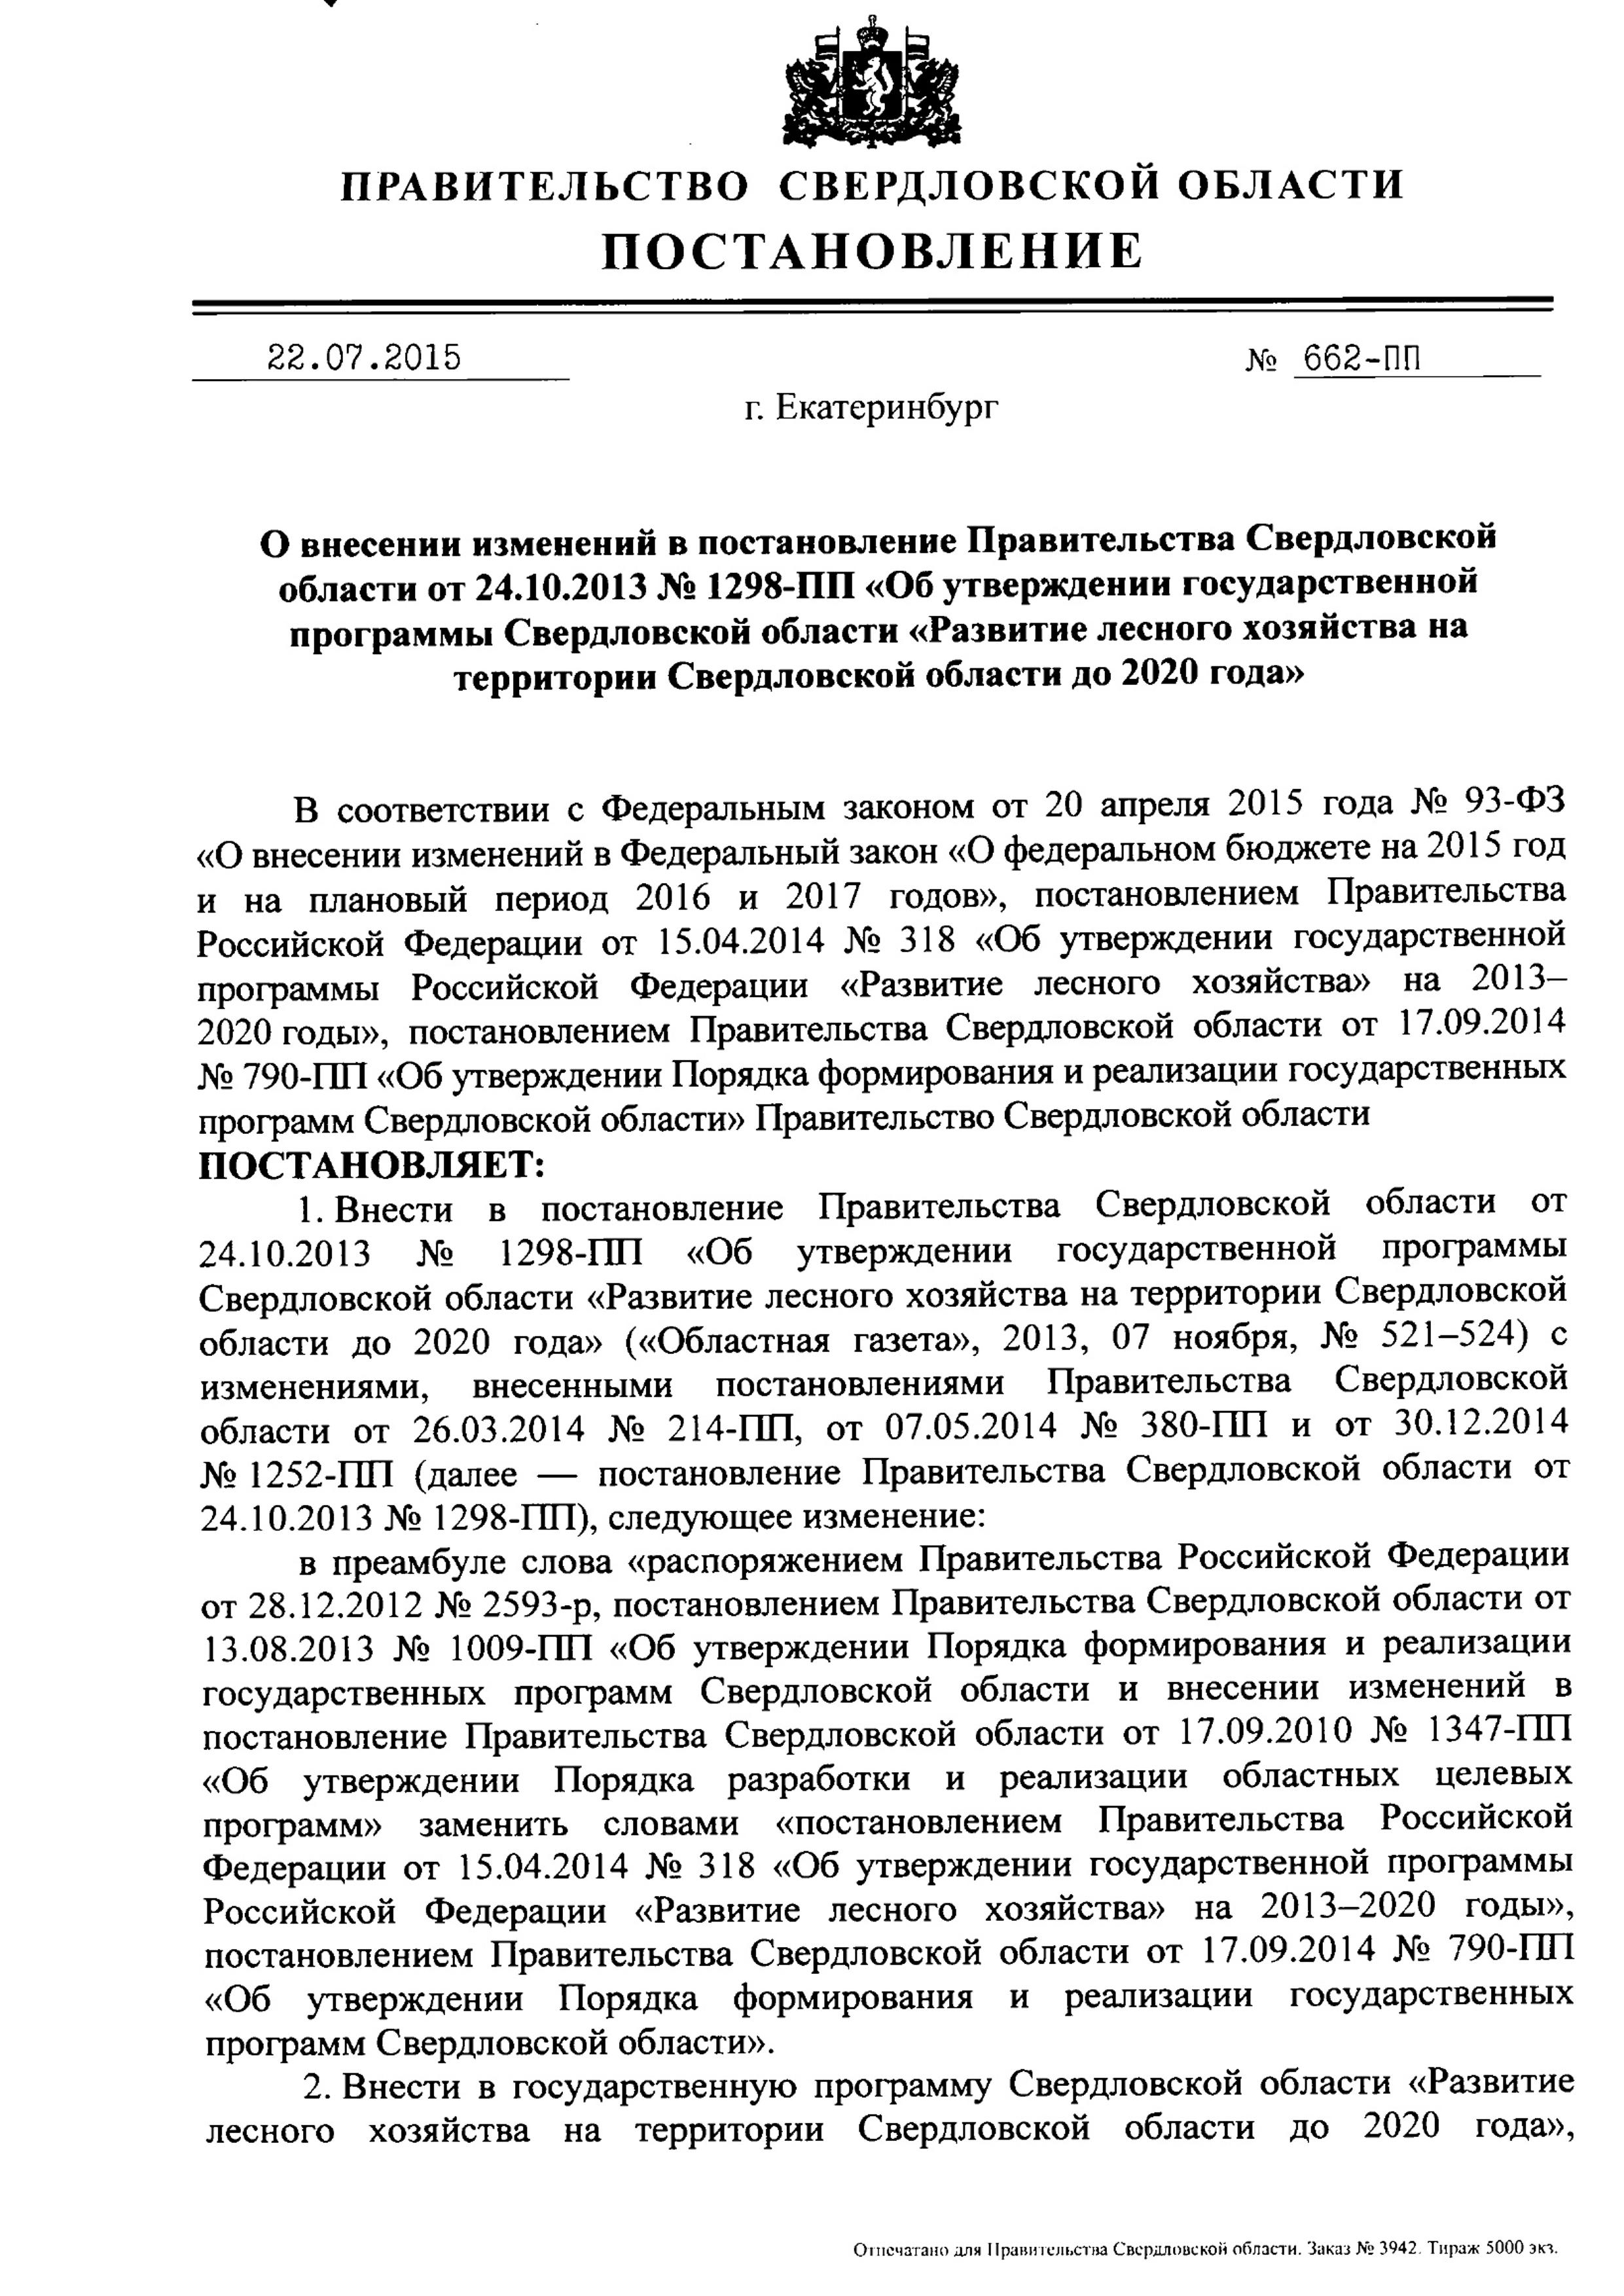 ПРАВИТЕЛЬСТВО СВЕРДЛОВСКОЙ ОБЛАСТИ
ПОСТАНОВЛЕНИЕ
22.07.2015 № 662-ПП
г. Екатеринбург
О внесении изменений в постановление Правительства Свердловской
области от 24.10.2013 № 1298-ПП «Об утверждении государственной
программы Свердловской области «Развитие лесного хозяйства на
территории Свердловской области до 2020 года»
В соответствии с Федеральным законом от 20 апреля 2015 года № 93-ФЗ
«О внесении изменений в Федеральный закон «О федеральном бюджете на 2015 год
и на плановый период 2016 и 2017 годов», постановлением Правительства
Российской Федерации от 15.04.2014 № 318 «Об утверждении государственной
программы Российской Федерации «Развитие лесного хозяйства» на 2013–
2020 годы», постановлением Правительства Свердловской области от 17.09.2014
№ 790-ПП «Об утверждении Порядка формирования и реализации государственных
программ Свердловской области» Правительство Свердловской области
ПОСТАНОВЛЯЕТ:
1. Внести в постановление Правительства Свердловской области от
24.10.2013 № 1298-ПП «Об утверждении государственной программы
Свердловской области «Развитие лесного хозяйства на территории Свердловской
области до 2020 года» («Областная газета», 2013, 07 ноября, № 521–524) с
изменениями, внесенными постановлениями Правительства Свердловской
области от 26.03.2014 № 214-ПП, от 07.05.2014 № 380-ПП и от 30.12.2014
№ 1252-ПП (далее — постановление Правительства Свердловской области от
24.10.2013 № 1298-ПП), следующее изменение:
в преамбуле слова «распоряжением Правительства Российской Федерации
от 28.12.2012 № 2593-р, постановлением Правительства Свердловской области от
13.08.2013 № 1009-ПП «Об утверждении Порядка формирования и реализации
государственных программ Свердловской области и внесении изменений в
постановление Правительства Свердловской области от 17.09.2010 № 1347-ПП
«Об утверждении Порядка разработки и реализации областных целевых
программ» заменить словами «постановлением Правительства Российской
Федерации от 15.04.2014 № 318 «Об утверждении государственной программы
Российской Федерации «Развитие лесного хозяйства» на 2013–2020 годы»,
постановлением Правительства Свердловской области от 17.09.2014 № 790-ПП
«Об утверждении Порядка формирования и реализации государственных
программ Свердловской области».
2. Внести в государственную программу Свердловской области «Развитие
лесного хозяйства на территории Свердловской области до 2020 года»,
Отпечатано для Правительства Свердловской области. Заказ № 3942. Тираж 5000 экз.